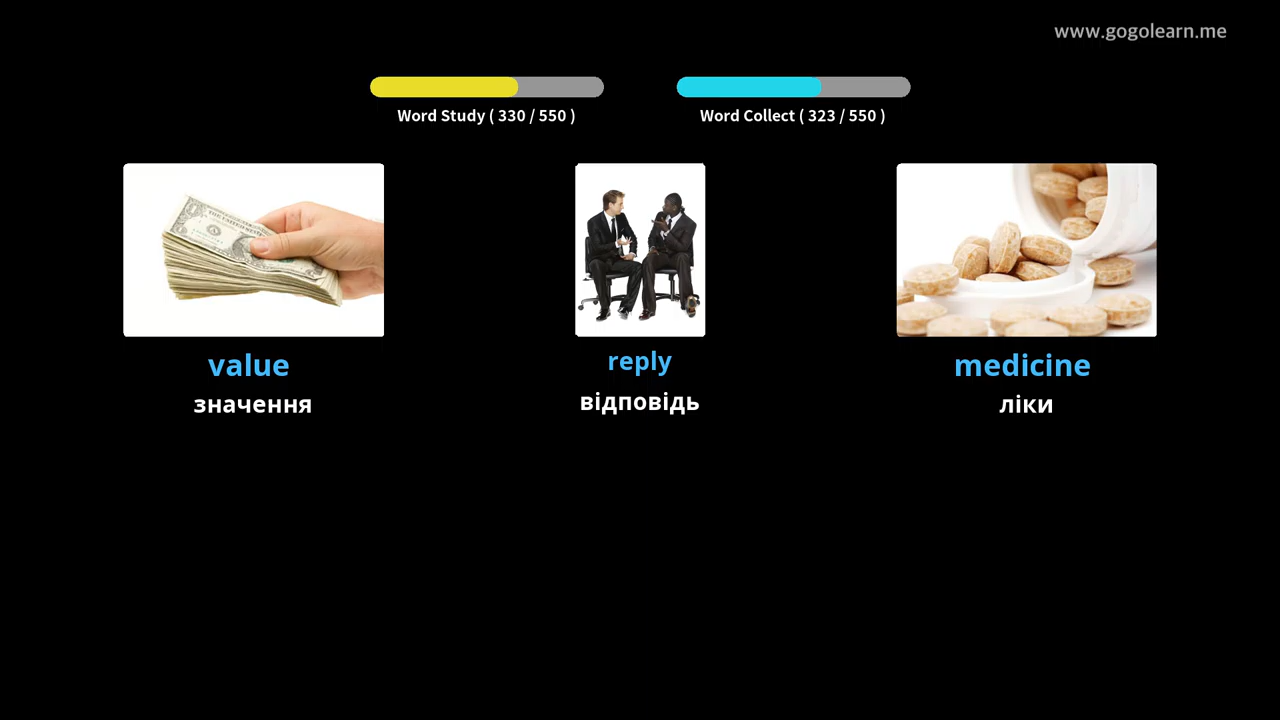 www.gogolearn.me
Word Study ( 330 / 550 )
Word Collect ( 323 / 550 )
value
reply
medicine
значення
відповідь
ліки